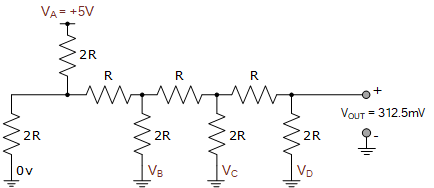 VA = +5V
2R
R R R
+
VOUT = 312.5mV
2R 2R 2R 2R
-
0v VB VC VD